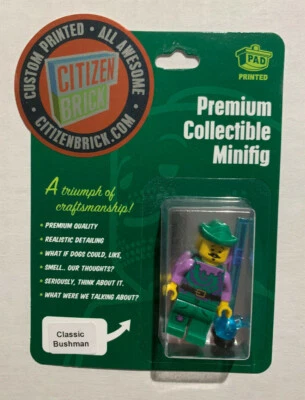 CUSTOM PRINTED • ALL AWESOME •
CITIZENBRICK.COM •
CITIZEN
BRICK
PAD
PRINTED
Premium
Collectible
Minifig
A triumph of
craftsmanship!
• PREMIUM QUALITY
• REALISTIC DETAILING
• WHAT IF DOGS COULD, LIKE,
• SMELL.. OUR THOUGHTS?
• SERIOUSLY, THINK ABOUT IT.
• WHAT WERE WE TALKING ABOUT?
Classic
Bushman